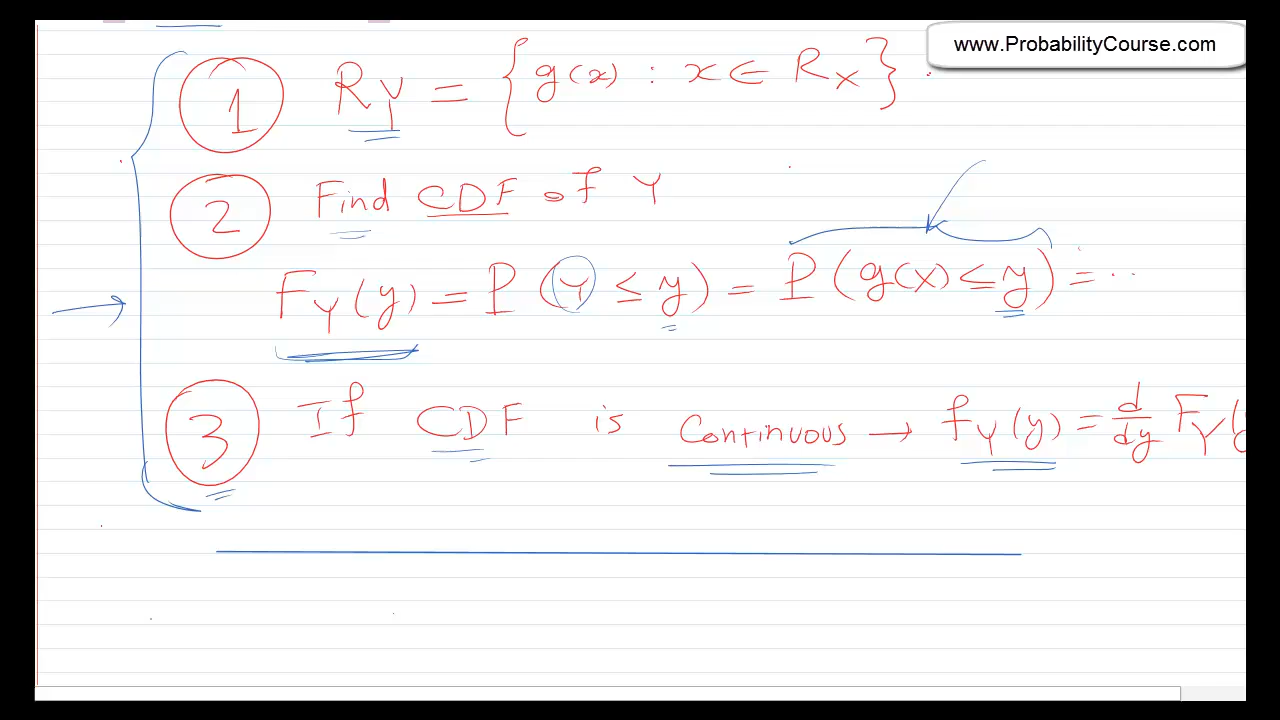 www.ProbabilityCourse.com
1 R_Y = { g(x) : x ∈ R_X } .
2 Find CDF of Y
F_Y(y) = P(Y ≤ y) = P(g(X) ≤ y) = ...
3 If CDF is Continuous → f_Y(y) = d/dy F_Y(y